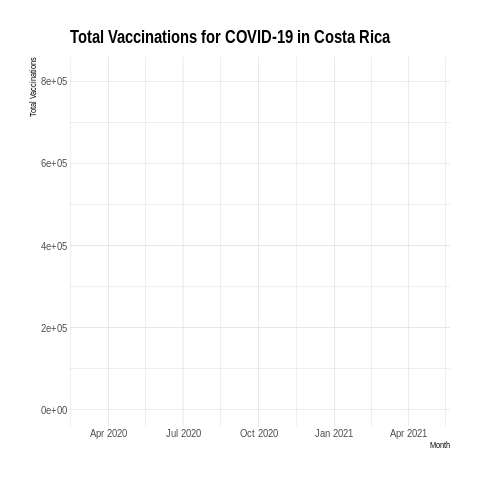 Total Vaccinations for COVID-19 in Costa Rica
Total Vaccinations
8e+05
6e+05
4e+05
2e+05
0e+00
Apr 2020
Jul 2020
Oct 2020
Jan 2021
Apr 2021
Month